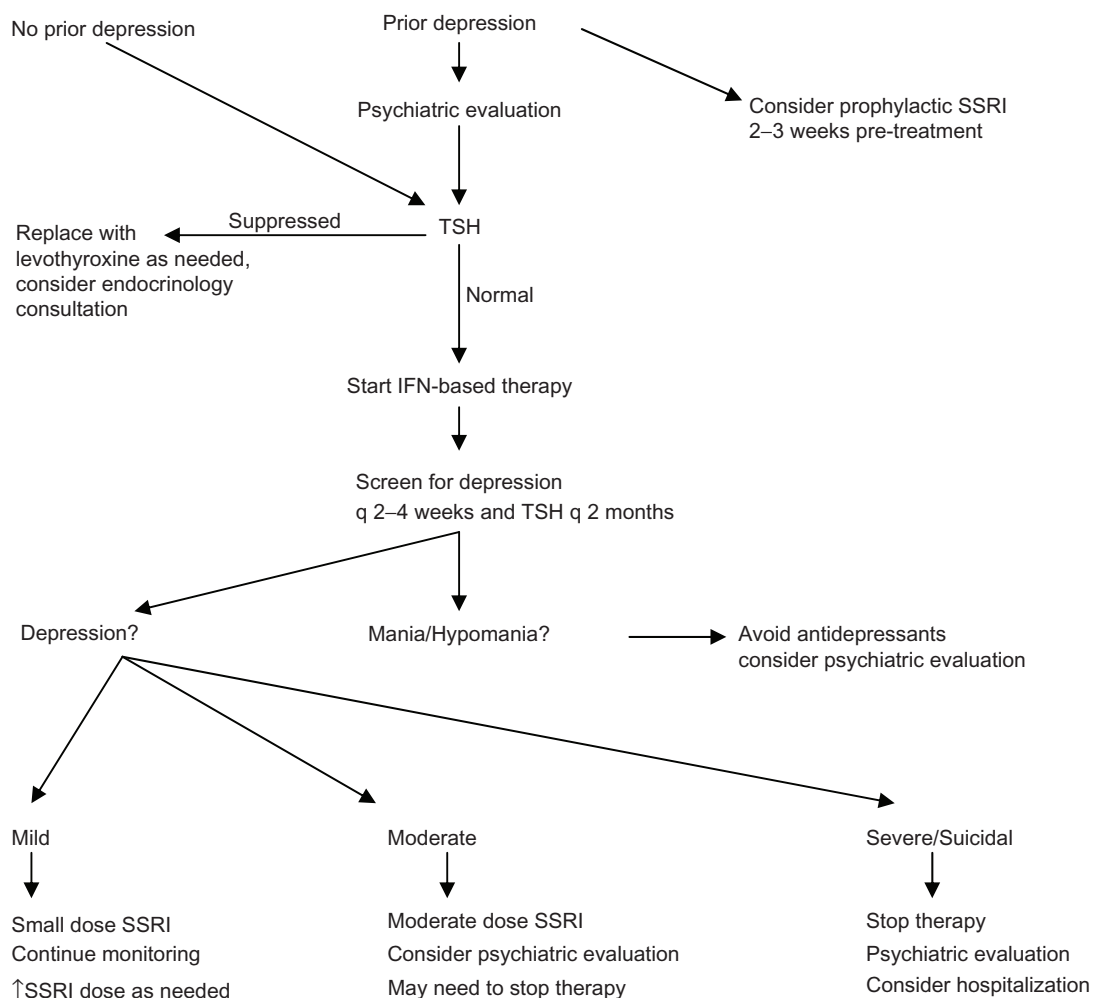 No prior depression
Prior depression
Psychiatric evaluation
Consider prophylactic SSRI
2–3 weeks pre-treatment
Suppressed
TSH
Replace with
levothyroxine as needed,
consider endocrinology
consultation
Normal
Start IFN-based therapy
Screen for depression
q 2–4 weeks and TSH q 2 months
Depression?
Mania/Hypomania?
Avoid antidepressants
consider psychiatric evaluation
Mild
Moderate
Severe/Suicidal
Small dose SSRI
Continue monitoring
↑SSRI dose as needed
Moderate dose SSRI
Consider psychiatric evaluation
May need to stop therapy
Stop therapy
Psychiatric evaluation
Consider hospitalization